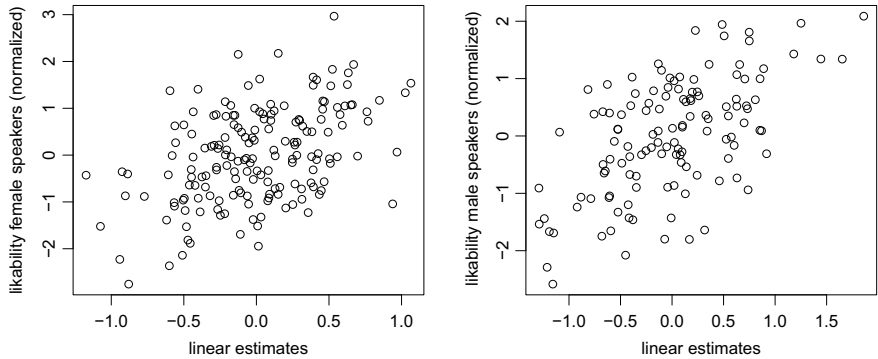 likability female speakers (normalized)
3
2
1
0
−1
−2
−1.0 −0.5 0.0 0.5 1.0
linear estimates
likability male speakers (normalized)
2
1
0
−1
−2
−1.0 −0.5 0.0 0.5 1.0 1.5
linear estimates